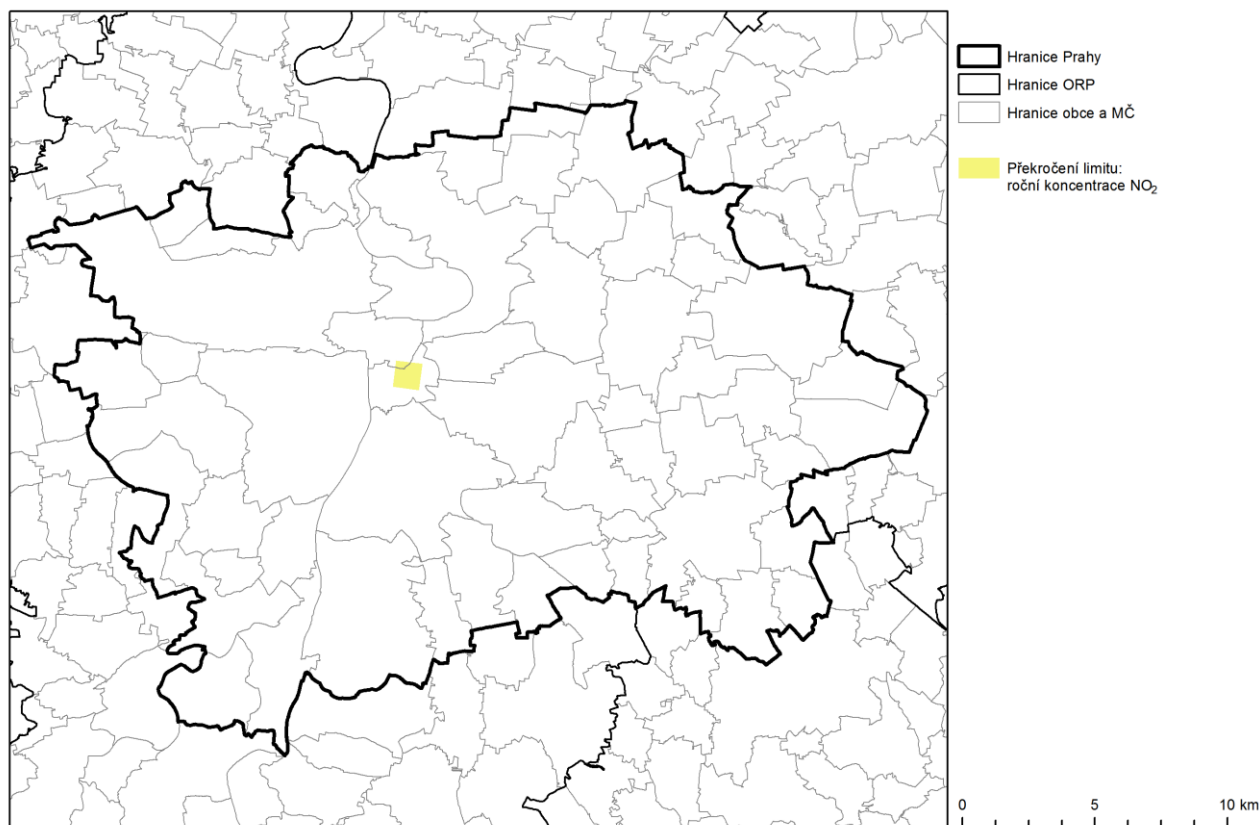 Hranice Prahy
Hranice ORP
Hranice obce a MČ
Překročení limitu:
roční koncentrace NO₂
0 5 10 km